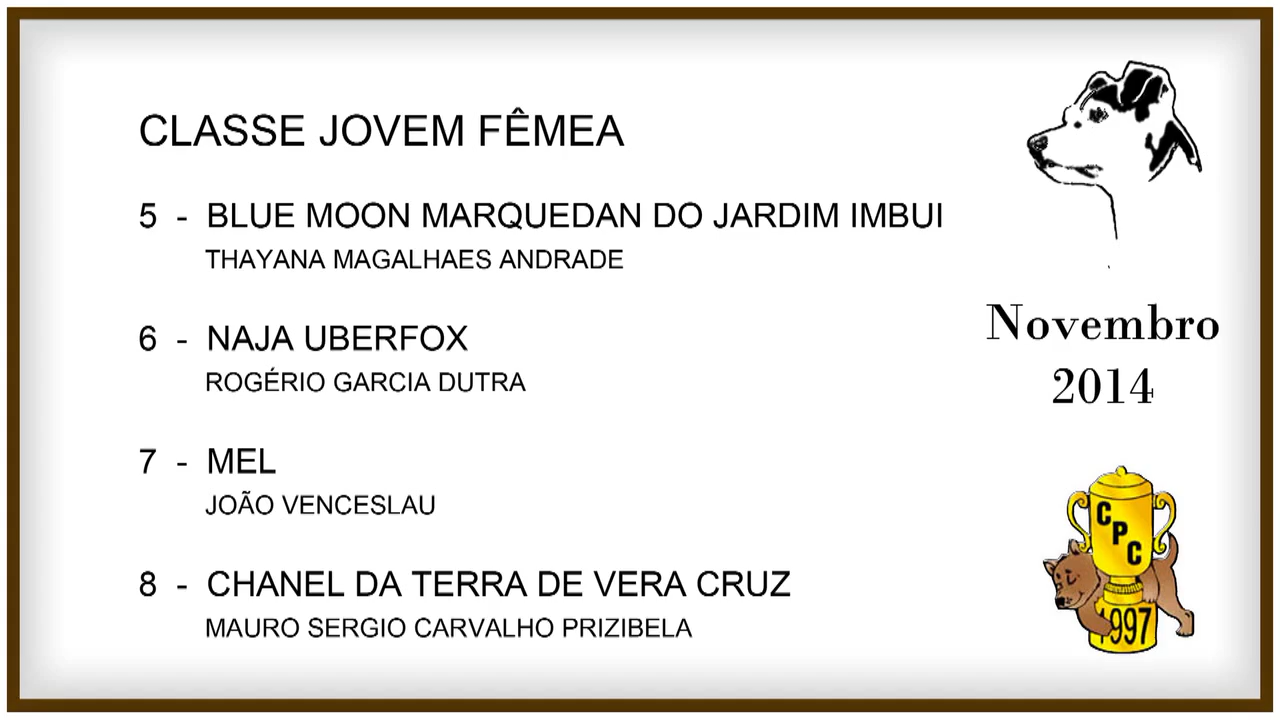 CLASSE JOVEM FÊMEA
5 - BLUE MOON MARQUEDAN DO JARDIM IMBUI
THAYANA MAGALHAES ANDRADE
6 - NAJA UBERFOX
ROGÉRIO GARCIA DUTRA
7 - MEL
JOÃO VENCESLAU
8 - CHANEL DA TERRA DE VERA CRUZ
MAURO SERGIO CARVALHO PRIZIBELA
Novembro
2014
CPC
1997